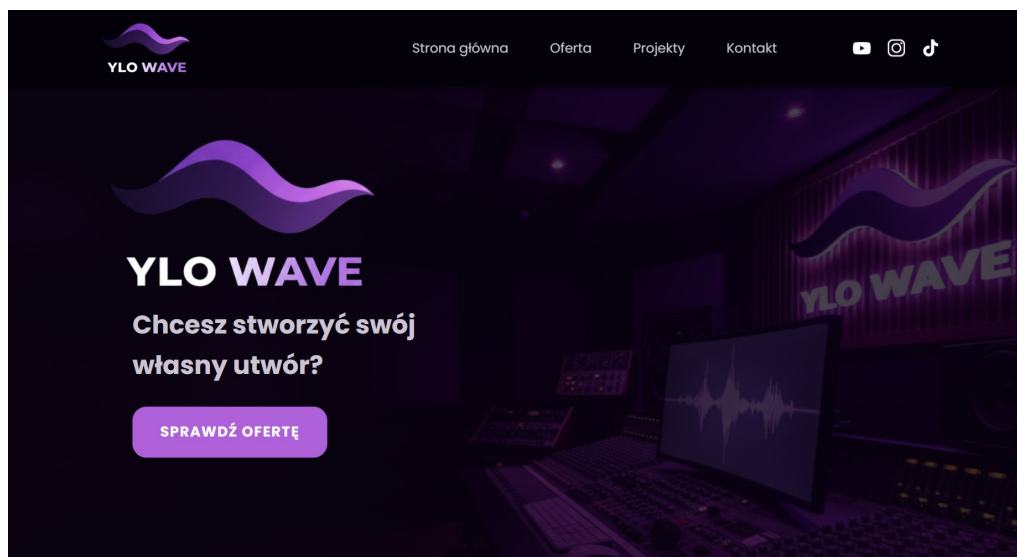 YLO WAVE
Strona główna
Oferta
Projekty
Kontakt
YLO WAVE
Chcesz stworzyć swój
własny utwór?
SPRAWDŹ OFERTĘ
YLO WAVE